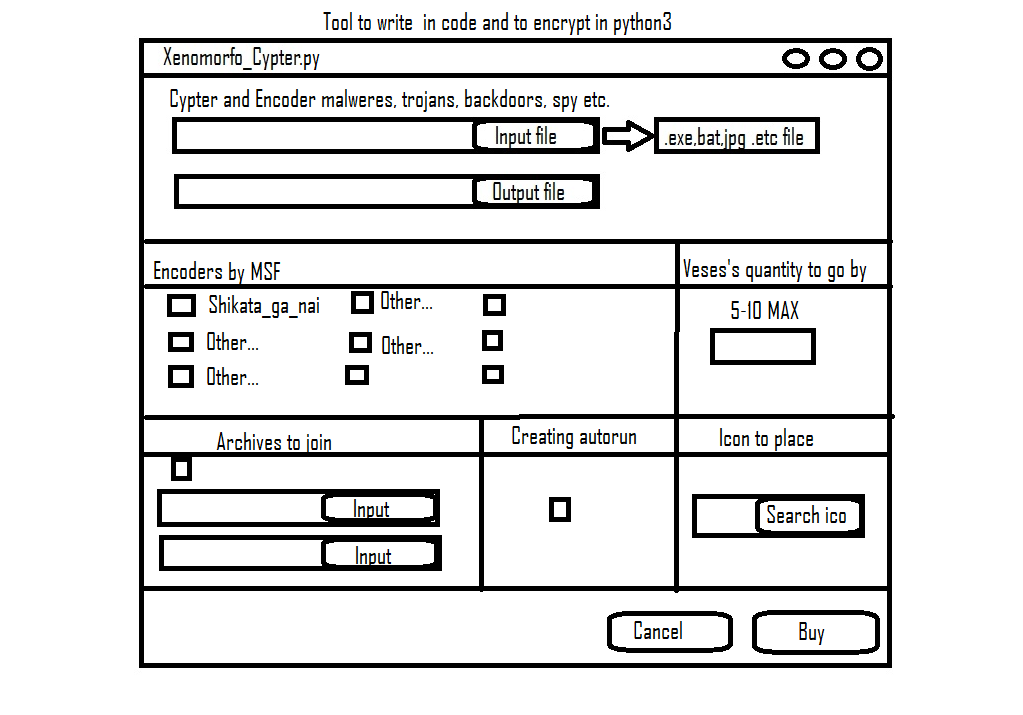 Tool to write in code and to encrypt in python3
Xenomorfo_Cypter.py
Cypter and Encoder malweres, trojans, backdoors, spy etc.
Input file
.exe,bat,jpg .etc file
Output file
Encoders by MSF
Veses's quantity to go by
Shikata_ga_nai
Other...
5-10 MAX
Other...
Other...
Other...
Archives to join
Creating autorun
Icon to place
Input
Search ico
Input
Cancel
Buy